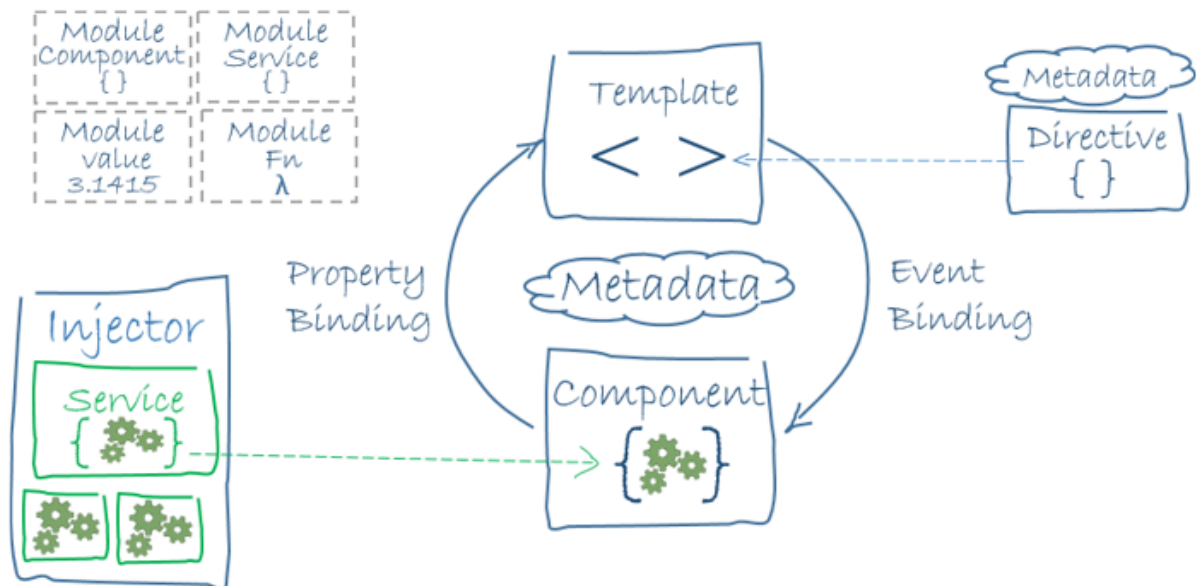 Module
Component
{ }
Module
Service
{ }
Module
value
3.1415
Module
Fn
λ
Template
< >
Metadata
Directive
{ }
Property
Binding
Metadata
Event
Binding
Injector
Service
{ }
Component
{ }